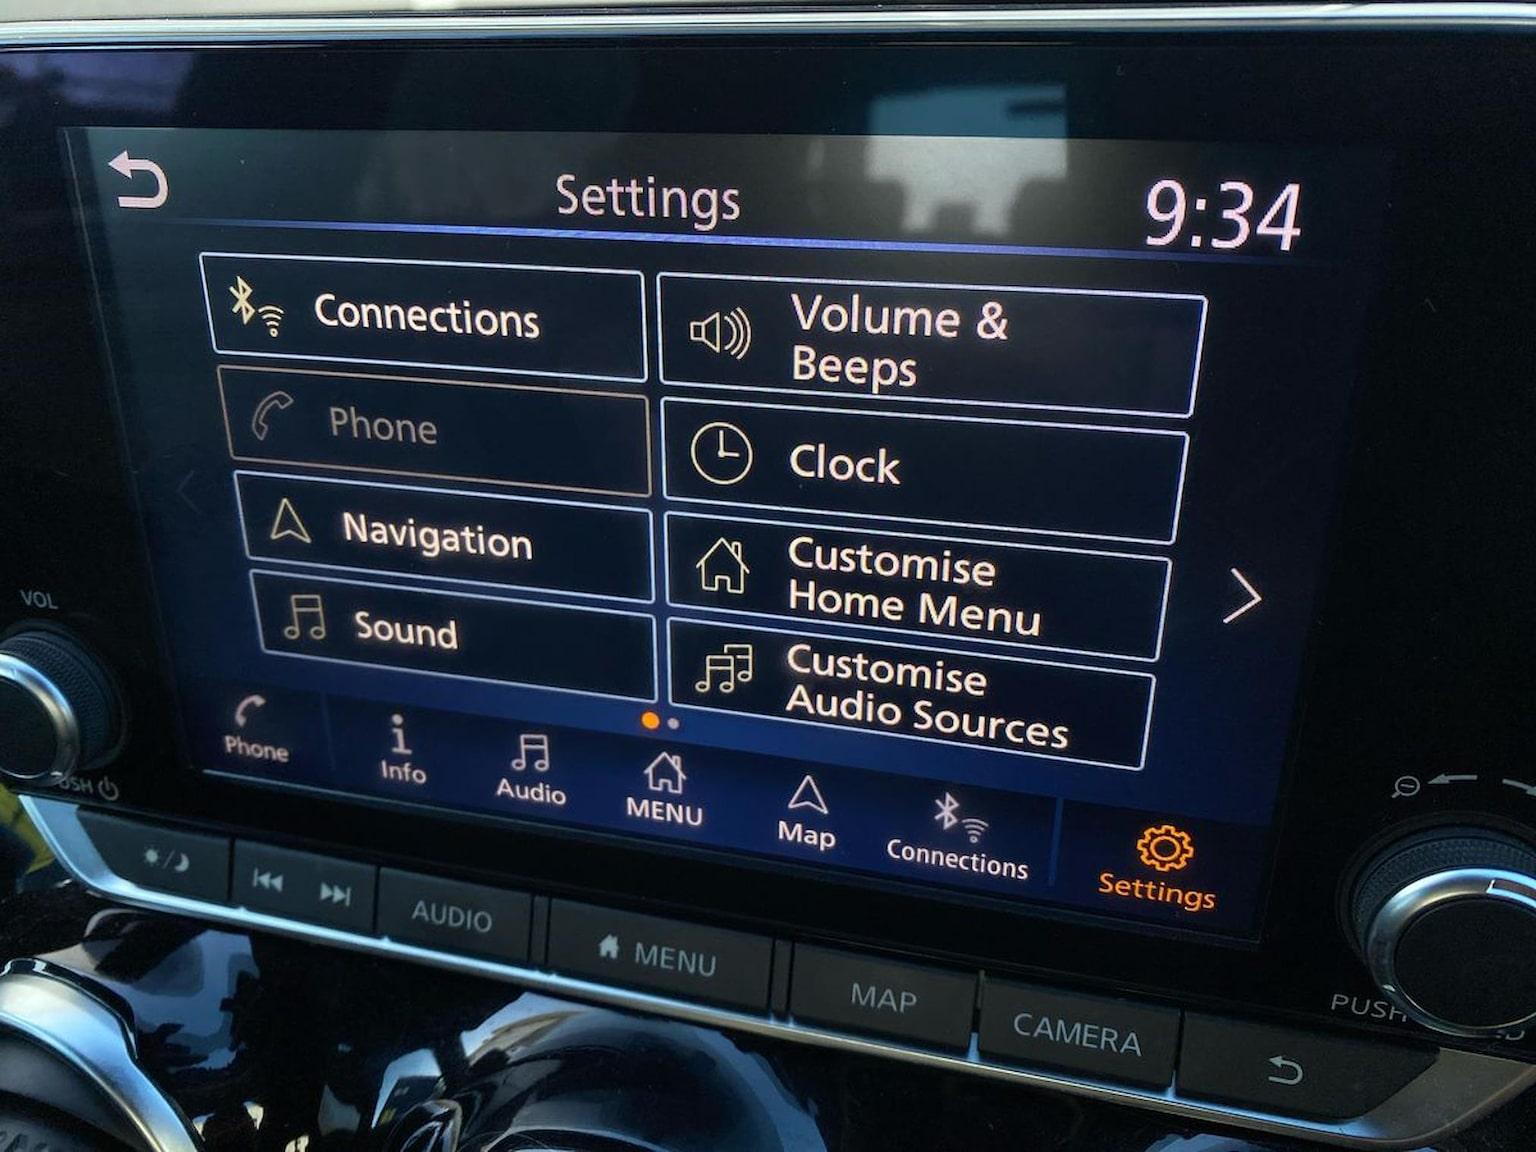 Settings
9:34
Connections
Volume &
Beeps
Phone
Clock
Navigation
Customise
Home Menu
Sound
Customise
Audio Sources
Phone
Info
Audio
MENU
Map
Connections
Settings
VOL
AUDIO
MENU
MAP
CAMERA
PUSH